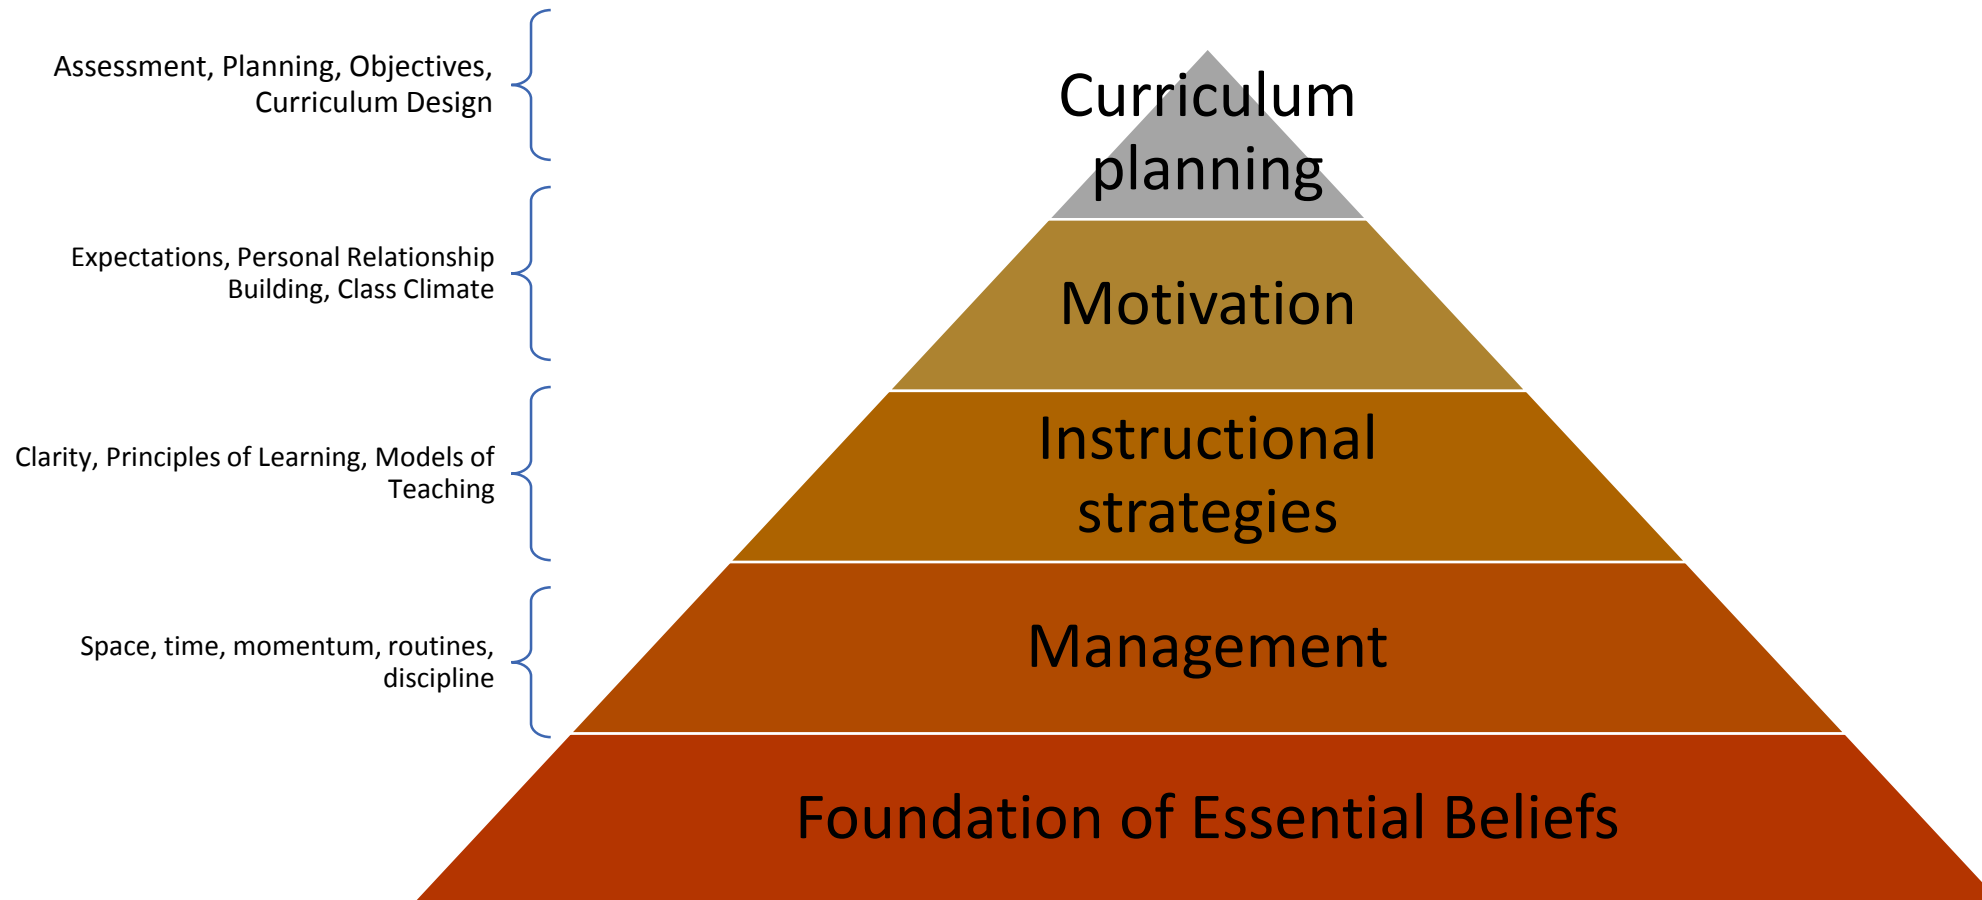 Assessment, Planning, Objectives,
Curriculum Design
Curriculum
planning
Expectations, Personal Relationship
Building, Class Climate
Motivation
Clarity, Principles of Learning, Models of
Teaching
Instructional
strategies
Space, time, momentum, routines,
discipline
Management
Foundation of Essential Beliefs